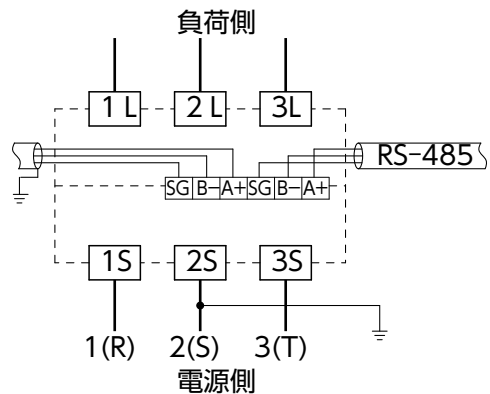 負荷側
1L 2L 3L
RS-485
SG B- A+ SG B- A+
1S 2S 3S
1(R) 2(S) 3(T)
電源側